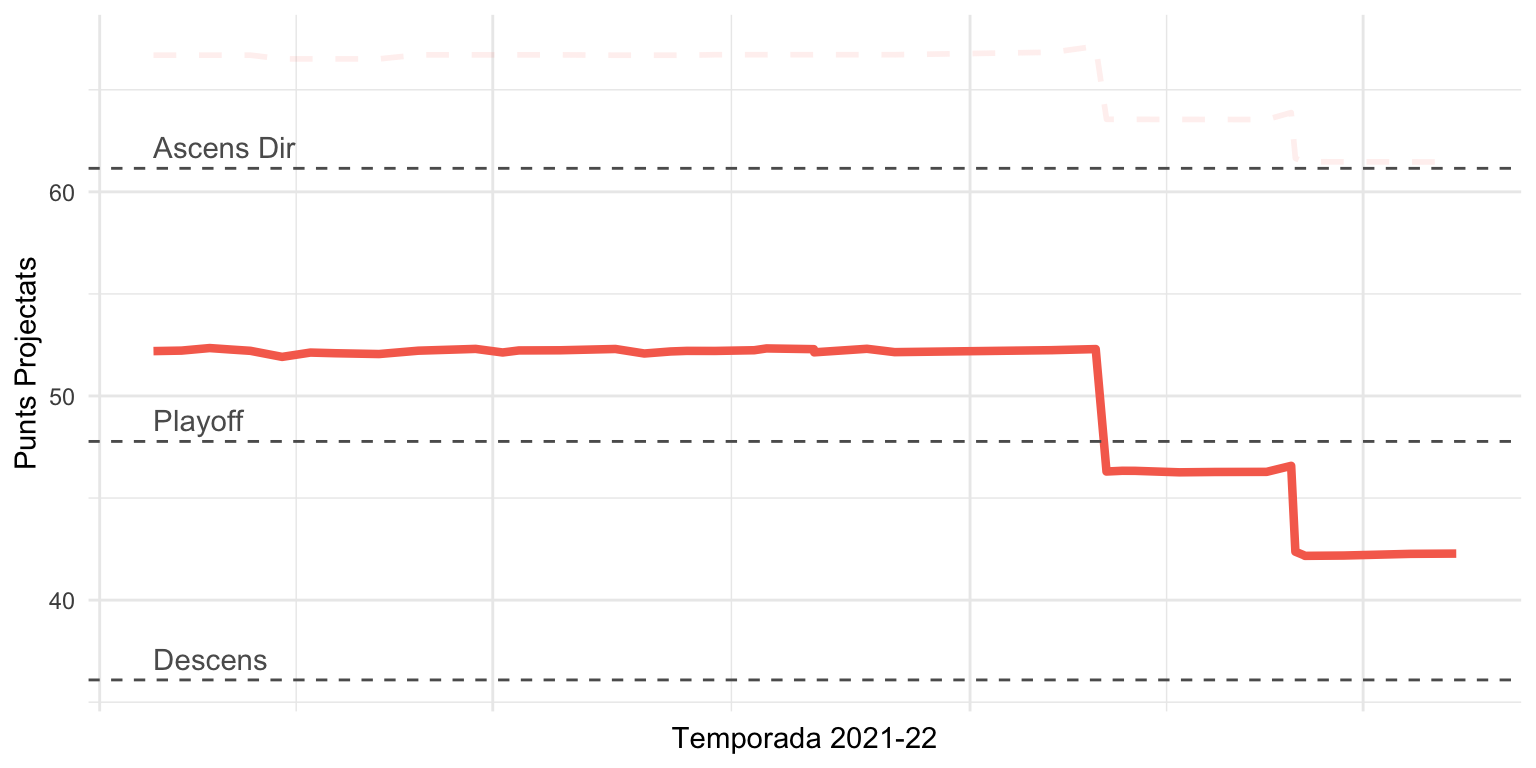 Ascens Dir
60
50
Playoff
40
Descens
Punts Projectats
Temporada 2021-22